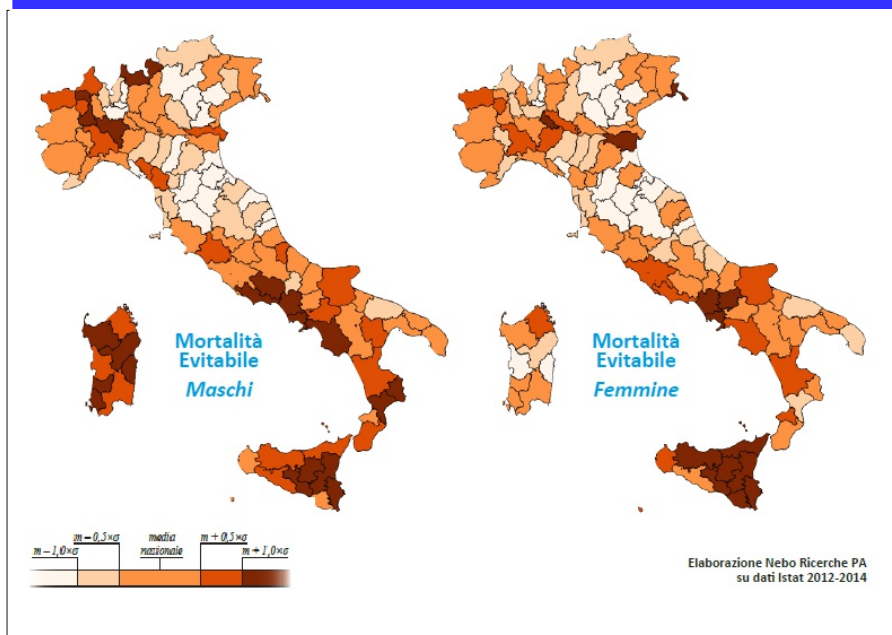 Mortalità
Evitabile
Maschi
Mortalità
Evitabile
Femmine
m – 1,0×σ
m – 0,5×σ
media
nazionale
m + 0,5×σ
m + 1,0×σ
Elaborazione Nebo Ricerche PA
su dati Istat 2012-2014